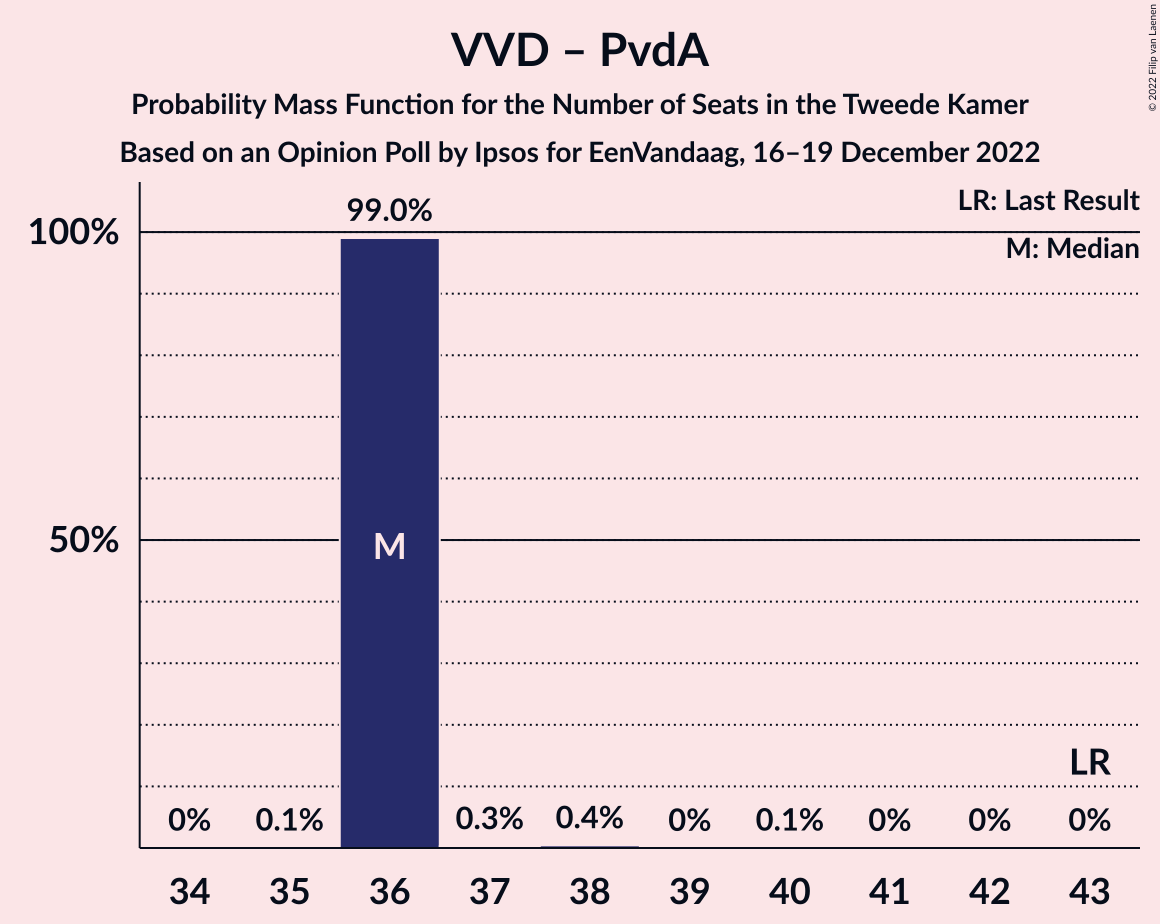 VVD – PvdA
Probability Mass Function for the Number of Seats in the Tweede Kamer
Based on an Opinion Poll by Ipsos for EenVandaag, 16–19 December 2022
© 2022 Filip van Laenen
LR: Last Result
M: Median
100%
50%
99.0%
M
LR
0% 0.1% 0.3% 0.4% 0% 0.1% 0% 0% 0%
34 35 36 37 38 39 40 41 42 43